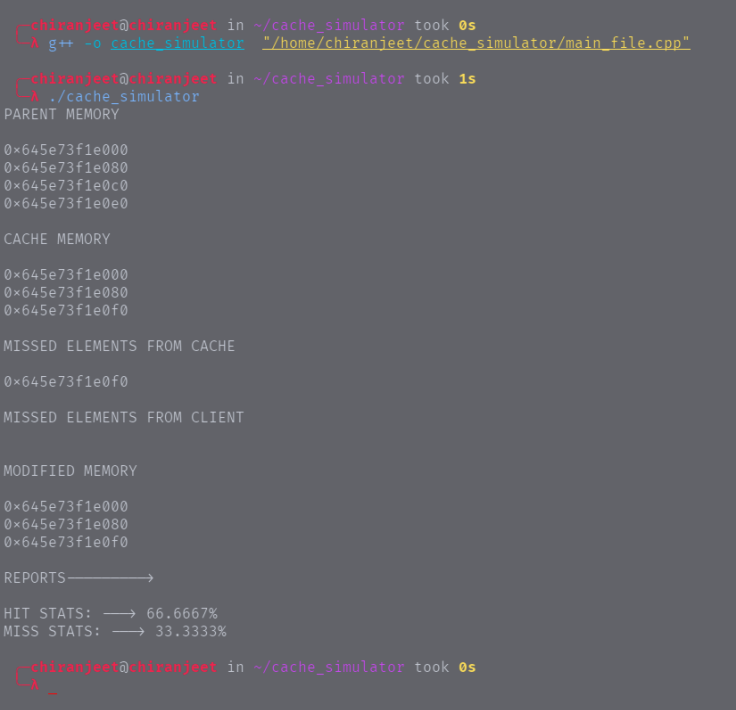 ╭─chiranjeet@chiranjeet in ~/cache_simulator took 0s
╰─λ g++ -o cache_simulator "/home/chiranjeet/cache_simulator/main_file.cpp"
╭─chiranjeet@chiranjeet in ~/cache_simulator took 1s
╰─λ ./cache_simulator
PARENT MEMORY
0×645e73f1e000
0×645e73f1e080
0×645e73f1e0c0
0×645e73f1e0e0
CACHE MEMORY
0×645e73f1e000
0×645e73f1e080
0×645e73f1e0f0
MISSED ELEMENTS FROM CACHE
0×645e73f1e0f0
MISSED ELEMENTS FROM CLIENT
MODIFIED MEMORY
0×645e73f1e000
0×645e73f1e080
0×645e73f1e0f0
REPORTS--------->
HIT STATS: ---> 66.6667%
MISS STATS: ---> 33.3333%
╭─chiranjeet@chiranjeet in ~/cache_simulator took 0s
╰─λ _